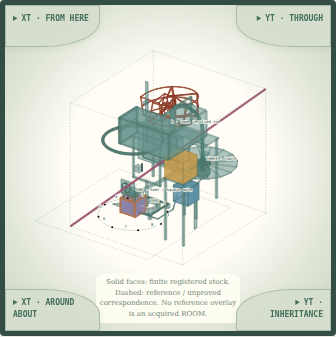 ▶ XT · FROM HERE
▶ YT · THROUGH
▶ XT · AROUND
ABOUT
▶ YT ·
INHERITANCE
Solid faces: finite registered stock.
Dashed: reference / unproved
correspondence. No reference overlay
is an acquired ROOM.